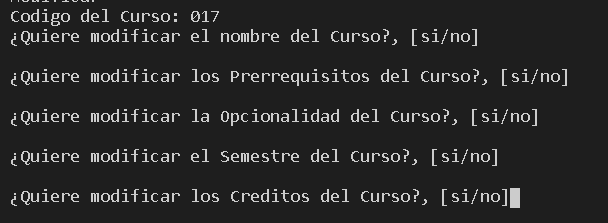 Modificar
Codigo del Curso: 017
¿Quiere modificar el nombre del Curso?, [si/no]
¿Quiere modificar los Prerrequisitos del Curso?, [si/no]
¿Quiere modificar la Opcionalidad del Curso?, [si/no]
¿Quiere modificar el Semestre del Curso?, [si/no]
¿Quiere modificar los Creditos del Curso?, [si/no]